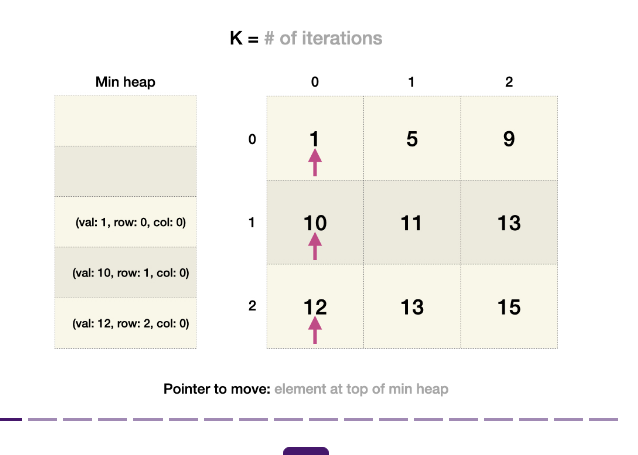 K = # of iterations
Min heap
0 1 2
0 1 5 9
(val: 1, row: 0, col: 0)
1 10 11 13
(val: 10, row: 1, col: 0)
2 12 13 15
(val: 12, row: 2, col: 0)
Pointer to move: element at top of min heap